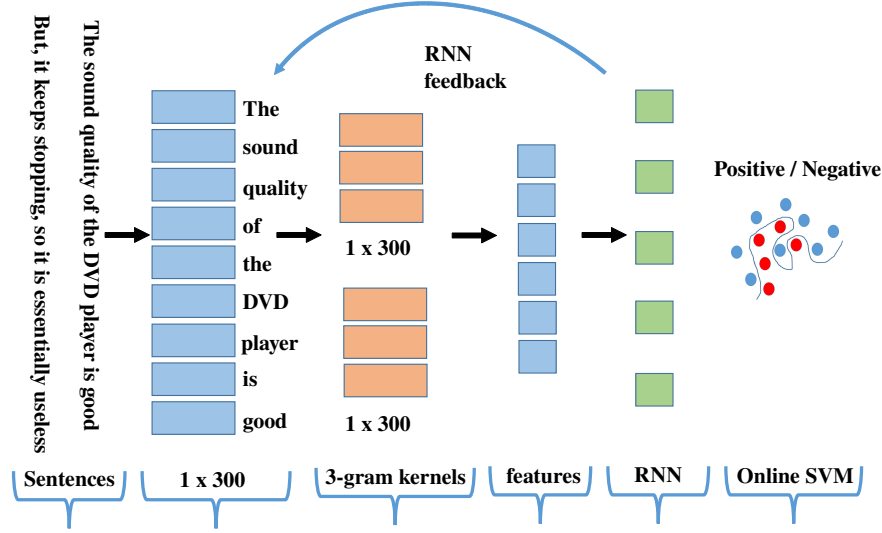 But, it keeps stopping, so it is essentially useless
The sound quality of the DVD player is good
RNN
feedback
The
sound
quality
of
the
DVD
player
is
good
1 x 300
1 x 300
Positive / Negative
Sentences
1 x 300
3-gram kernels
features
RNN
Online SVM